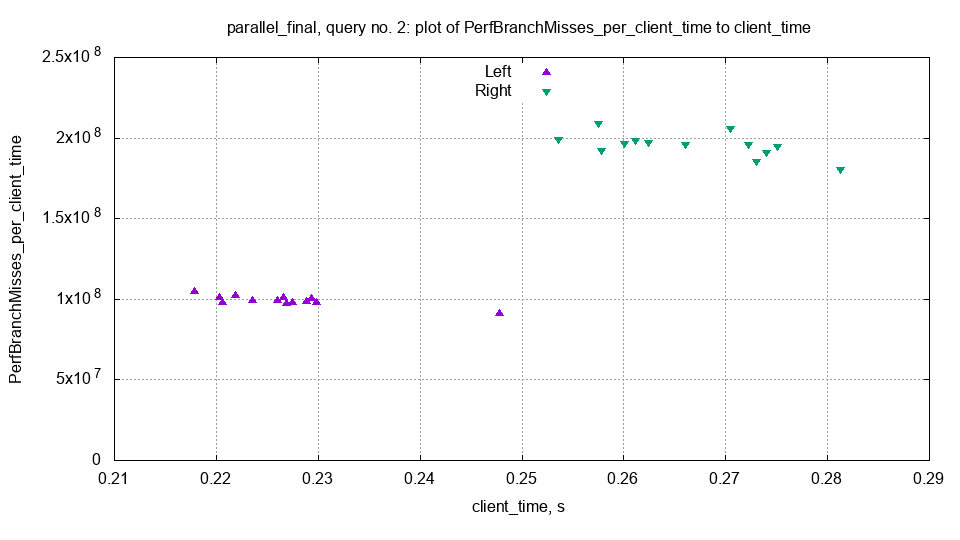 parallel_final, query no. 2: plot of PerfBranchMisses_per_client_time to client_time
Left
Right
PerfBranchMisses_per_client_time
2.5x10^8
2x10^8
1.5x10^8
1x10^8
5x10^7
0
0.21 0.22 0.23 0.24 0.25 0.26 0.27 0.28 0.29
client_time, s